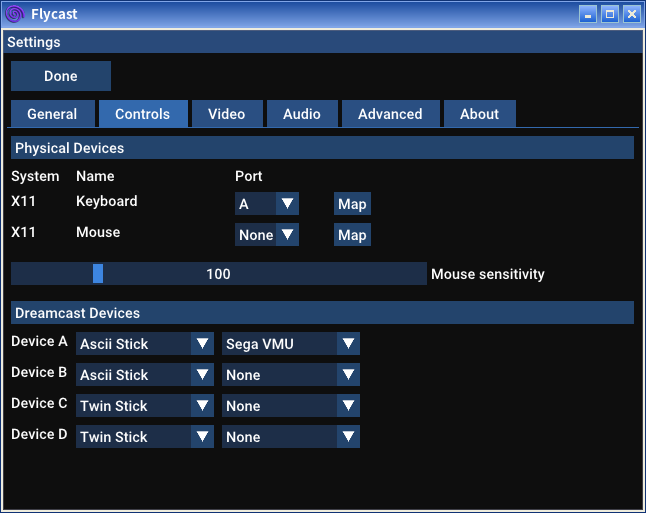 Flycast
Settings
Done
General Controls Video Audio Advanced About
Physical Devices
System Name Port
X11 Keyboard A Map
X11 Mouse None Map
100 Mouse sensitivity
Dreamcast Devices
Device A Ascii Stick Sega VMU
Device B Ascii Stick None
Device C Twin Stick None
Device D Twin Stick None